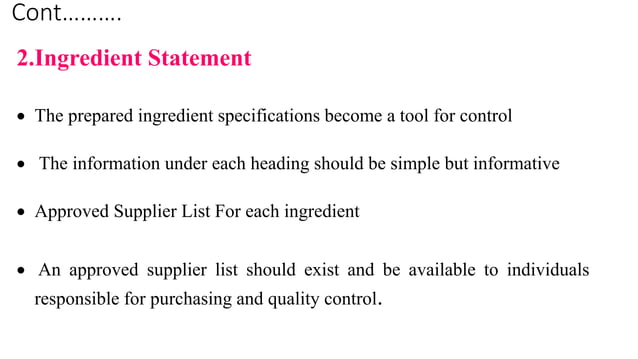 Cont……….
2.Ingredient Statement
• The prepared ingredient specifications become a tool for control
• The information under each heading should be simple but informative
• Approved Supplier List For each ingredient
• An approved supplier list should exist and be available to individuals
responsible for purchasing and quality control.